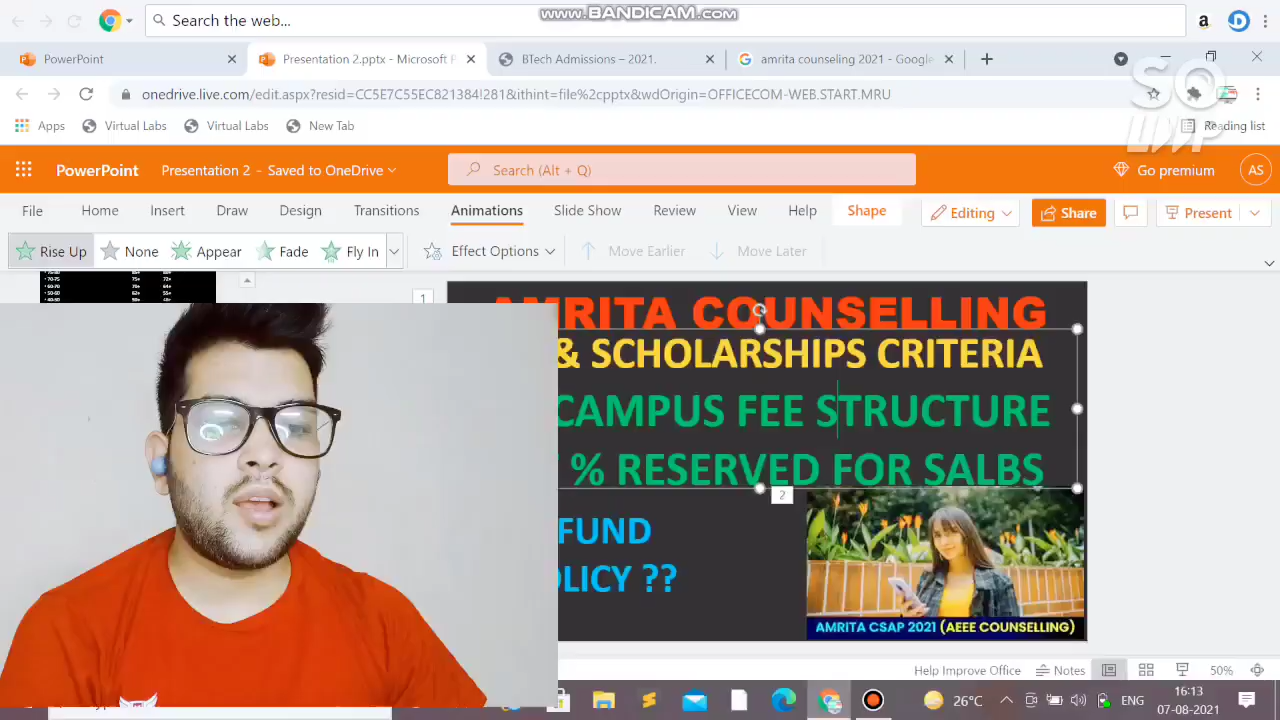 www.BANDICAM.com
Search the web...
PowerPoint
Presentation 2.pptx - Microsoft P
BTech Admissions – 2021.
amrita counseling 2021 - Google
onedrive.live.com/edit.aspx?resid=CC5E7C55EC821384!281&ithint=file%2cpptx&wdOrigin=OFFICECOM-WEB.START.MRU
Apps
Virtual Labs
Virtual Labs
New Tab
Reading list
PowerPoint
Presentation 2 - Saved to OneDrive
Search (Alt + Q)
Go premium
AS
File
Home
Insert
Draw
Design
Transitions
Animations
Slide Show
Review
View
Help
Shape
Editing
Share
Present
Rise Up
None
Appear
Fade
Fly In
Effect Options
Move Earlier
Move Later
1
AMRITA COUNSELLING
& SCHOLARSHIPS CRITERIA
CAMPUS FEE STRUCTURE
% RESERVED FOR SALBS
2
FUND
OLICY ??
AMRITA CSAP 2021 (AEEE COUNSELLING)
Help Improve Office
Notes
50%
26°C
ENG
16:13
07-08-2021